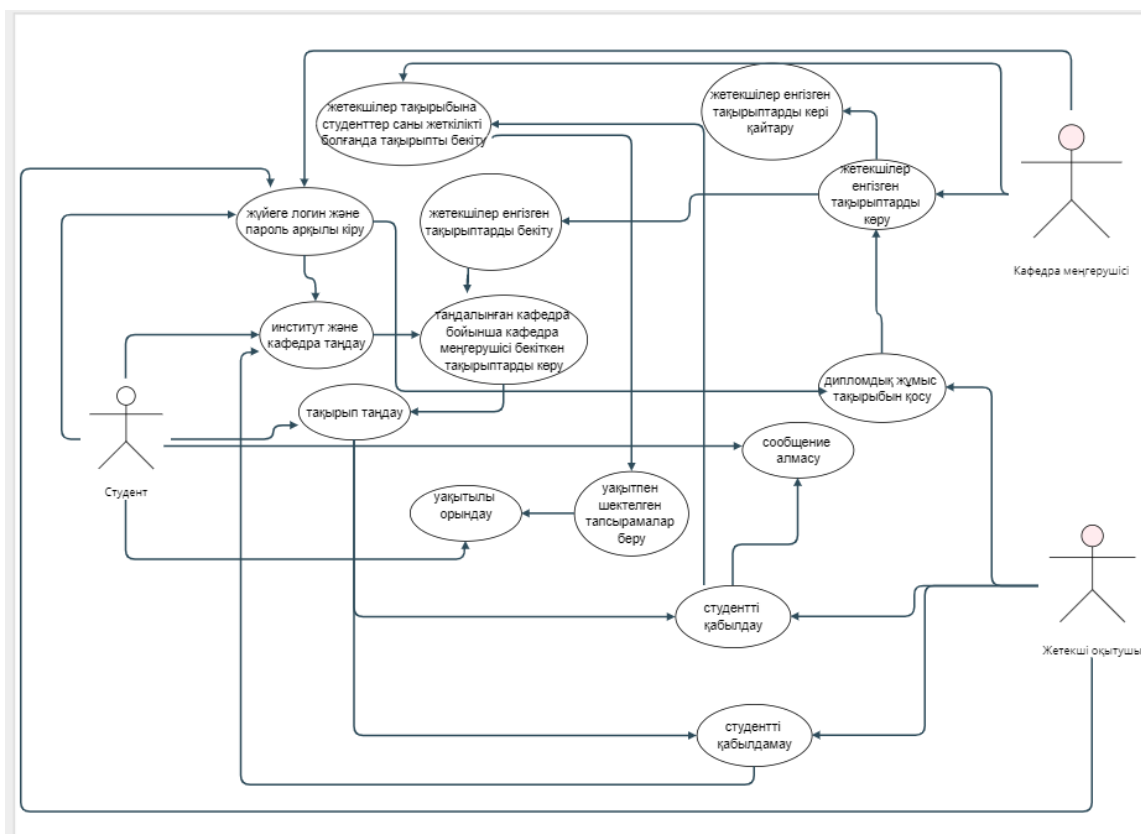 жетекшілер тақырыбына
студенттер саны жеткілікті
болғанда тақырыпты бекіту
жетекшілер енгізген
тақырыптарды кері
қайтару
жетекшілер
енгізген
тақырыптарды
көру
Кафедра меңгерушісі
жүйеге логин және
пароль арқылы кіру
жетекшілер енгізген
тақырыптарды бекіту
институт және
кафедра таңдау
таңдалынған кафедра
бойынша кафедра
меңгерушісі бекіткен
тақырыптарды көру
дипломдық жұмыс
тақырыбын қосу
тақырып таңдау
сообщение
алмасу
Студент
уақытылы
орындау
уақытпен
шектелген
тапсырамалар
беру
студентті
қабылдау
Жетекші оқытушы
студентті
қабылдамау